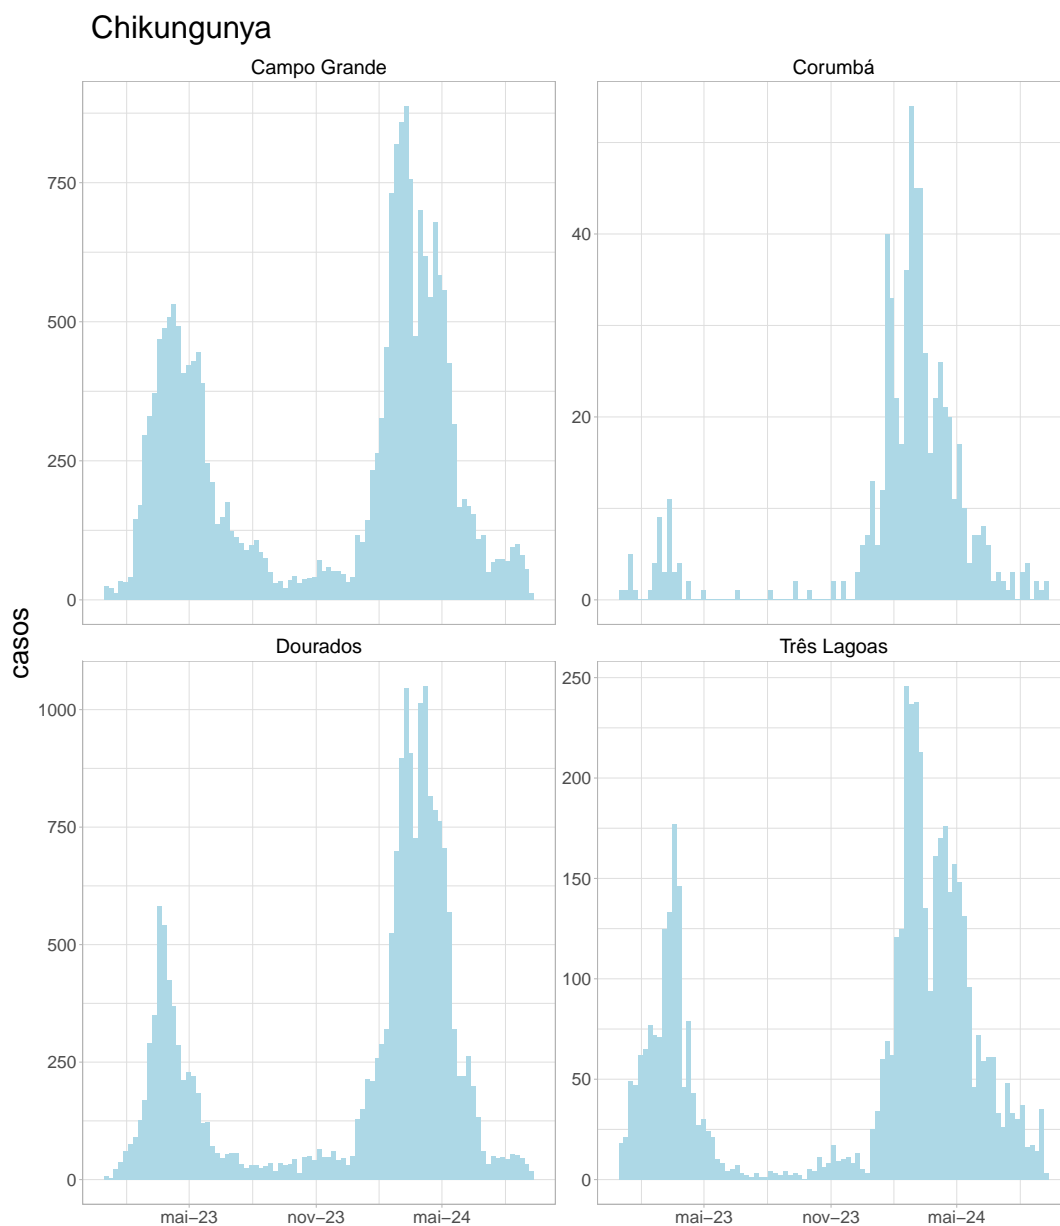 Chikungunya
Campo Grande
Corumbá
750
500
250
0
40
20
0
casos
Dourados
Três Lagoas
1000
750
500
250
0
250
200
150
100
50
0
mai–23
nov–23
mai–24
mai–23
nov–23
mai–24